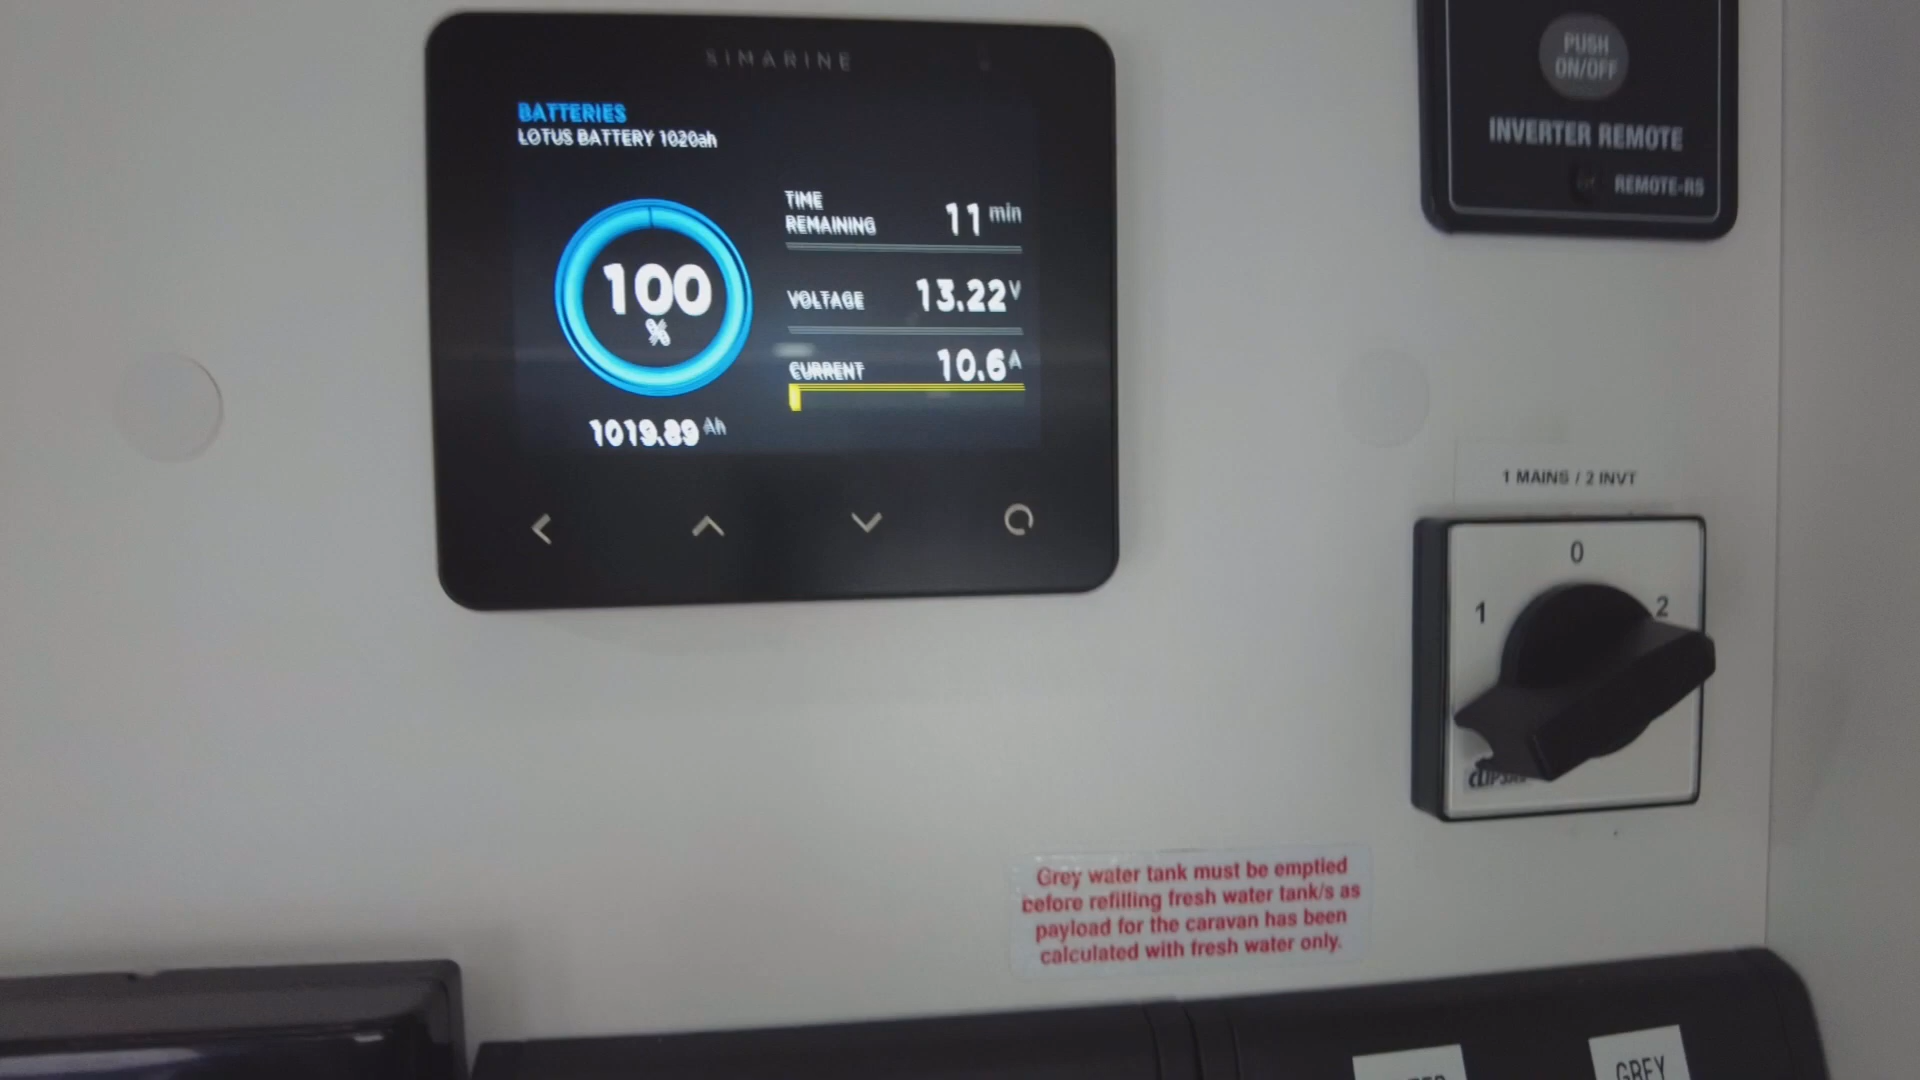 SIMARINE
BATTERIES
LOTUS BATTERY 1020ah
TIME
REMAINING
11 min
100
%
VOLTAGE
13.22 V
CURRENT
10.6 A
1019.89 Ah
PUSH
ON/OFF
INVERTER REMOTE
REMOTE-RS
1 MAINS / 2 INVT
0
1
2
Grey water tank must be emptied
before refilling fresh water tank/s as
payload for the caravan has been
calculated with fresh water only.
GREY